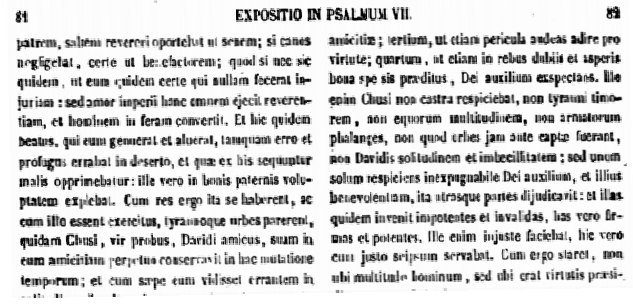 81 EXPOSITIO IN PSALMUM VII. 82
patrem, saltem revereri oportebat ut senem; si canos
negligebat, certe ut benefactorem; quod si nec sic
quidem, ut eum quidem certe qui nullam fecerat in-
juriam: sed amor imperii hanc omnem ejecit reveren-
tiam, et hominem in feram convertit. Et hic quidem
beatus, qui eum genuerat et aluerat, tamquam erro et
profugus errabat in deserto, et quæ ex his sequuntur
malis opprimebatur: ille vero in bonis paternis volu-
ptatem explebat. Cum res ergo ita se haberent, ac
cum illo essent exercitus, tyrannoque urbes parerent,
quidam Chusi, vir probus, Davidi amicus, suam in
eum amicitiam perpetuo conservavit in hac mutatione
temporum; et cum sæpe eum vidisset errantem in
amicitiæ; tertium, ut etiam pericula audeas adire pro
virtute; quartum, ut etiam in rebus dubiis et asperis
bona spe sis præditus, Dei auxilium exspectans. Ille
enim Chusi non castra respiciebat, non tyranni timo-
rem, non equorum multitudinem, non armatorum
phalanges, non quod urbes jam ante captæ fuerant,
non Davidis solitudinem et imbecillitatem; sed unum
solum respiciens inexpugnabile Dei auxilium, et illius
benevolentiam, ita utrasque partes dijudicavit: et illas
quidem invenit impotentes et invalidas, has vero fir-
mas et potentes. Ille enim injuste faciebat, hic vero
cum justo seipsum servabat. Cum ergo staret, non
ubi multitudo hominum, sed ubi erat virtutis præsi-